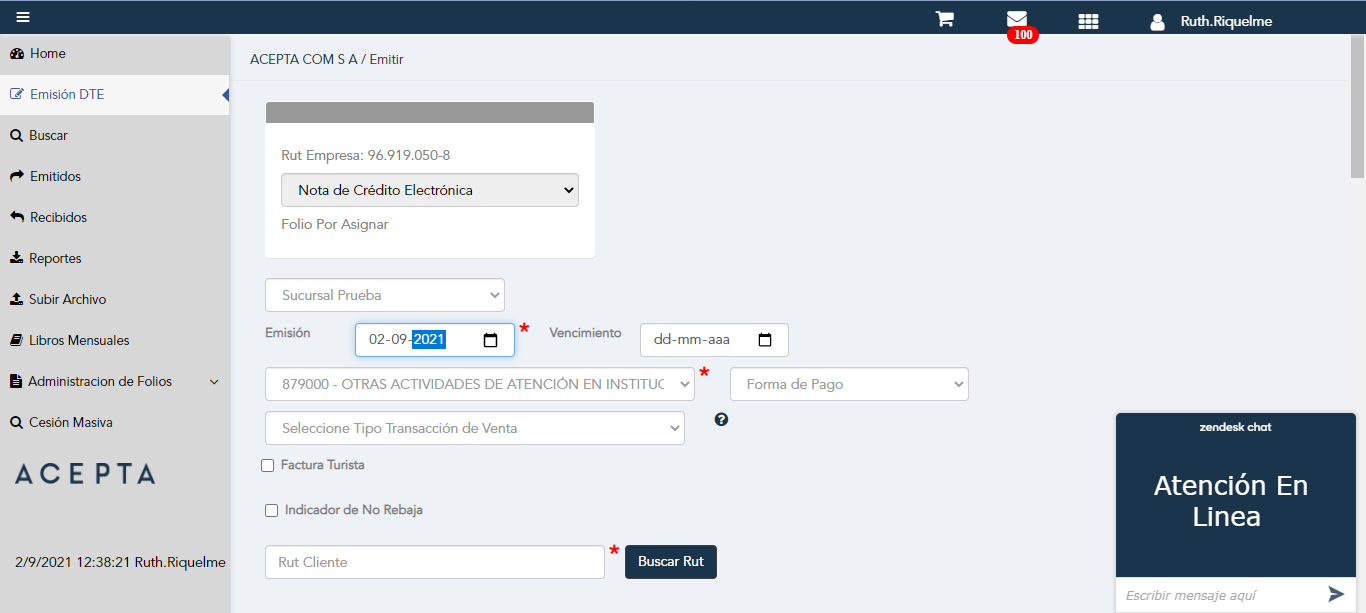 100
Ruth.Riquelme
Home
Emisión DTE
Buscar
Emitidos
Recibidos
Reportes
Subir Archivo
Libros Mensuales
Administracion de Folios
Cesión Masiva
ACEPTA
2/9/2021 12:38:21 Ruth.Riquelme
ACEPTA COM S A / Emitir
Rut Empresa: 96.919.050-8
Nota de Crédito Electrónica
Folio Por Asignar
Sucursal Prueba
Emisión 02-09-2021 * Vencimiento dd-mm-aaa
879000 - OTRAS ACTIVIDADES DE ATENCIÓN EN INSTITUC * Forma de Pago
Seleccione Tipo Transacción de Venta ?
Factura Turista
Indicador de No Rebaja
Rut Cliente * Buscar Rut
zendesk chat
Atención En
Linea
Escribir mensaje aquí